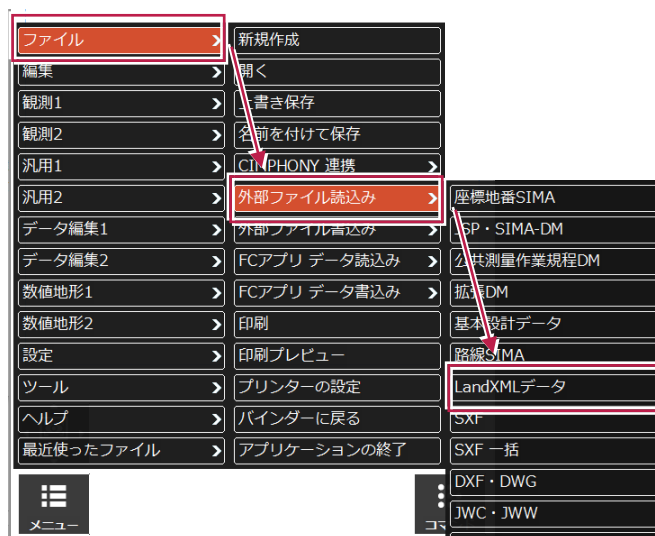 ファイル
編集
観測1
観測2
汎用1
汎用2
データ編集1
データ編集2
数値地形1
数値地形2
設定
ツール
ヘルプ
最近使ったファイル
メニュー
新規作成
開く
上書き保存
名前を付けて保存
CIMPHONY 連携
外部ファイル読込み
外部ファイル書込み
FCアプリ データ読込み
FCアプリ データ書込み
印刷
印刷プレビュー
プリンターの設定
バインダーに戻る
アプリケーションの終了
コマ
座標地番SIMA
SP・SIMA-DM
公共測量作業規程DM
拡張DM
基本設計データ
路線SIMA
LandXMLデータ
SXF
SXF 一括
DXF・DWG
JWC・JWW